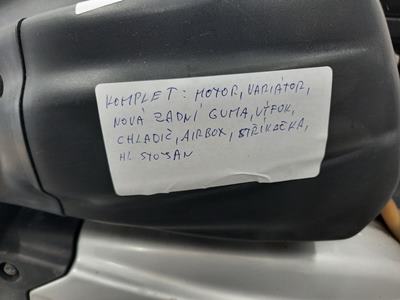 KOMPLET: MOTOR, VARIÁTOR,
NOVÁ ZADNÍ GUMA, VÝFUK,
CHLADIČ, AIRBOX, STŘÍKAČKA,
HL STOJAN